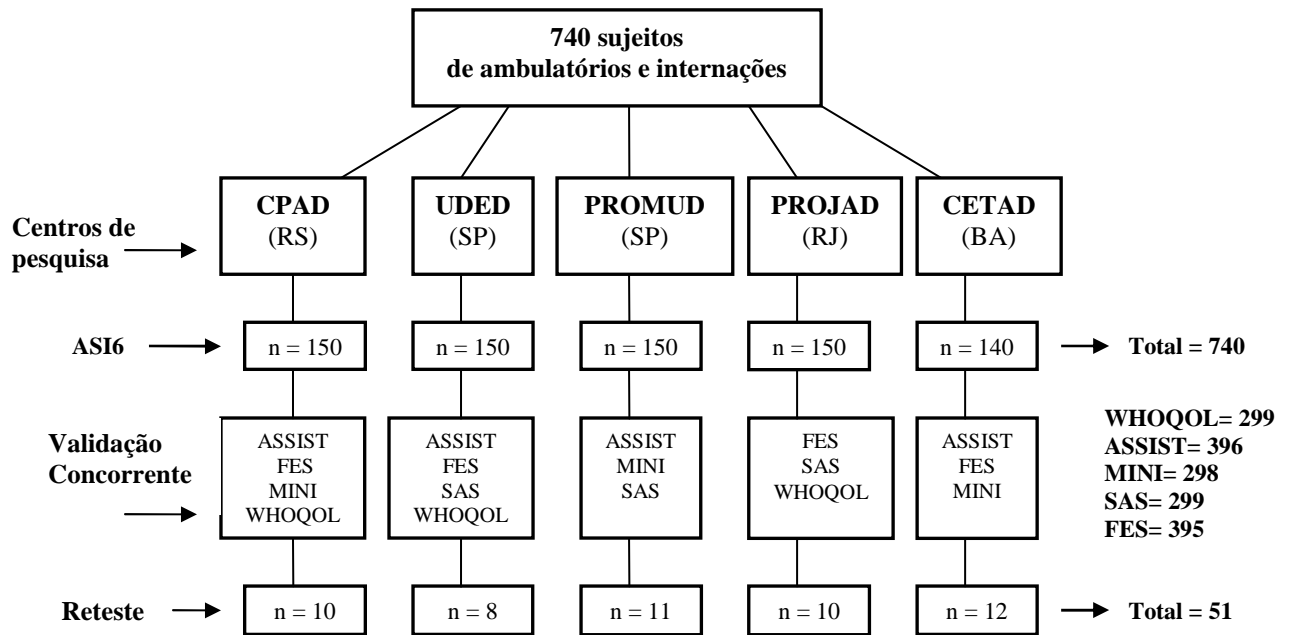 740 sujeitos
de ambulatórios e internações
Centros de
pesquisa
CPAD
(RS)
UDED
(SP)
PROMUD
(SP)
PROJAD
(RJ)
CETAD
(BA)
ASI6
n = 150
n = 150
n = 150
n = 150
n = 140
Total = 740
Validação
Concorrente
ASSIST
FES
MINI
WHOQOL
ASSIST
FES
SAS
WHOQOL
ASSIST
MINI
SAS
FES
SAS
WHOQOL
ASSIST
FES
MINI
WHOQOL= 299
ASSIST= 396
MINI= 298
SAS= 299
FES= 395
Reteste
n = 10
n = 8
n = 11
n = 10
n = 12
Total = 51